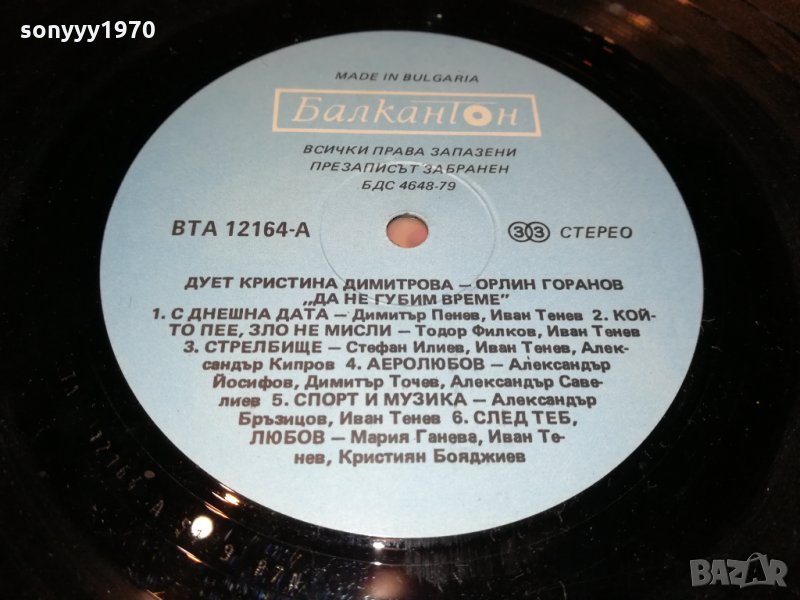 sonyyy1970
MADE IN BULGARIA
Балкантон
ВСИЧКИ ПРАВА ЗАПАЗЕНИ
ПРЕЗАПИСЪТ ЗАБРАНЕН
БДС 4648-79
ВТА 12164-А 33 СТЕРЕО
ДУЕТ КРИСТИНА ДИМИТРОВА — ОРЛИН ГОРАНОВ
„ДА НЕ ГУБИМ ВРЕМЕ”
1. С ДНЕШНА ДАТА — Димитър Пенев, Иван Тенев 2. КОЙ-
ТО ПЕЕ, ЗЛО НЕ МИСЛИ — Тодор Филков, Иван Тенев
3. СТРЕЛБИЩЕ — Стефан Илиев, Иван Тенев, Алек-
сандър Кипров 4. АЕРОЛЮБОВ — Александър
Йосифов, Димитър Точев, Александър Саве-
лиев 5. СПОРТ И МУЗИКА — Александър
Бръзицов, Иван Тенев 6. СЛЕД ТЕБ,
ЛЮБОВ — Мария Ганева, Иван Те-
нев, Кристиян Бояджиев
BAZAR